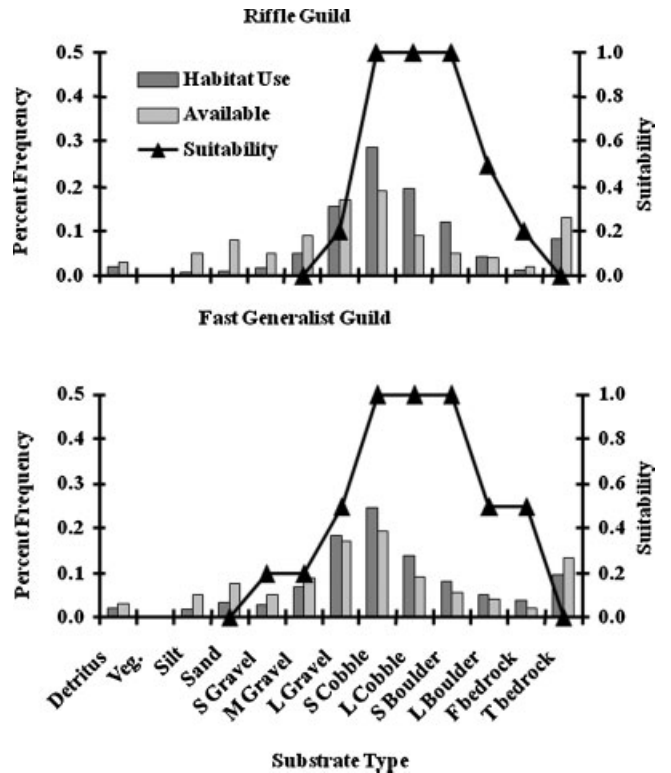 Riffle Guild
Percent Frequency
0.5
0.4
0.3
0.2
0.1
0.0
Habitat Use
Available
Suitability
1.0
0.8
0.6
0.4
0.2
0.0
Suitability
Fast Generalist Guild
Percent Frequency
0.5
0.4
0.3
0.2
0.1
0.0
1.0
0.8
0.6
0.4
0.2
0.0
Suitability
Detritus
Veg.
Silt
Sand
S Gravel
M Gravel
L Gravel
S Cobble
L Cobble
S Boulder
L Boulder
F bedrock
T bedrock
Substrate Type